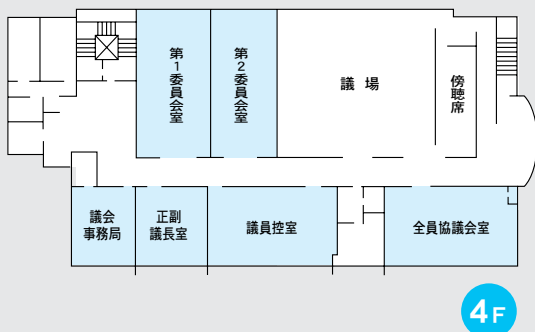 第1委員会室
第2委員会室
議場
傍聴席
議会
事務局
正副
議長室
議員控室
全員協議会室
4F